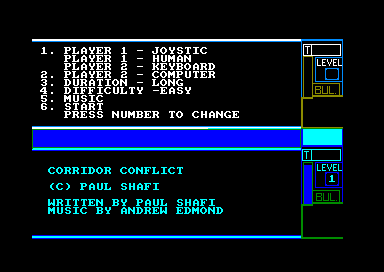 1. PLAYER 1 - JOYSTIC
PLAYER 1 - HUMAN
PLAYER 2 - KEYBOARD
2. PLAYER 2 - COMPUTER
3. DURATION - LONG
4. DIFFICULTY -EASY
5. MUSIC
6. START
PRESS NUMBER TO CHANGE
T
LEVEL
BUL.
CORRIDOR CONFLICT
(C) PAUL SHAFI
WRITTEN BY PAUL SHAFI
MUSIC BY ANDREW EDMOND
T
LEVEL
1
BUL.